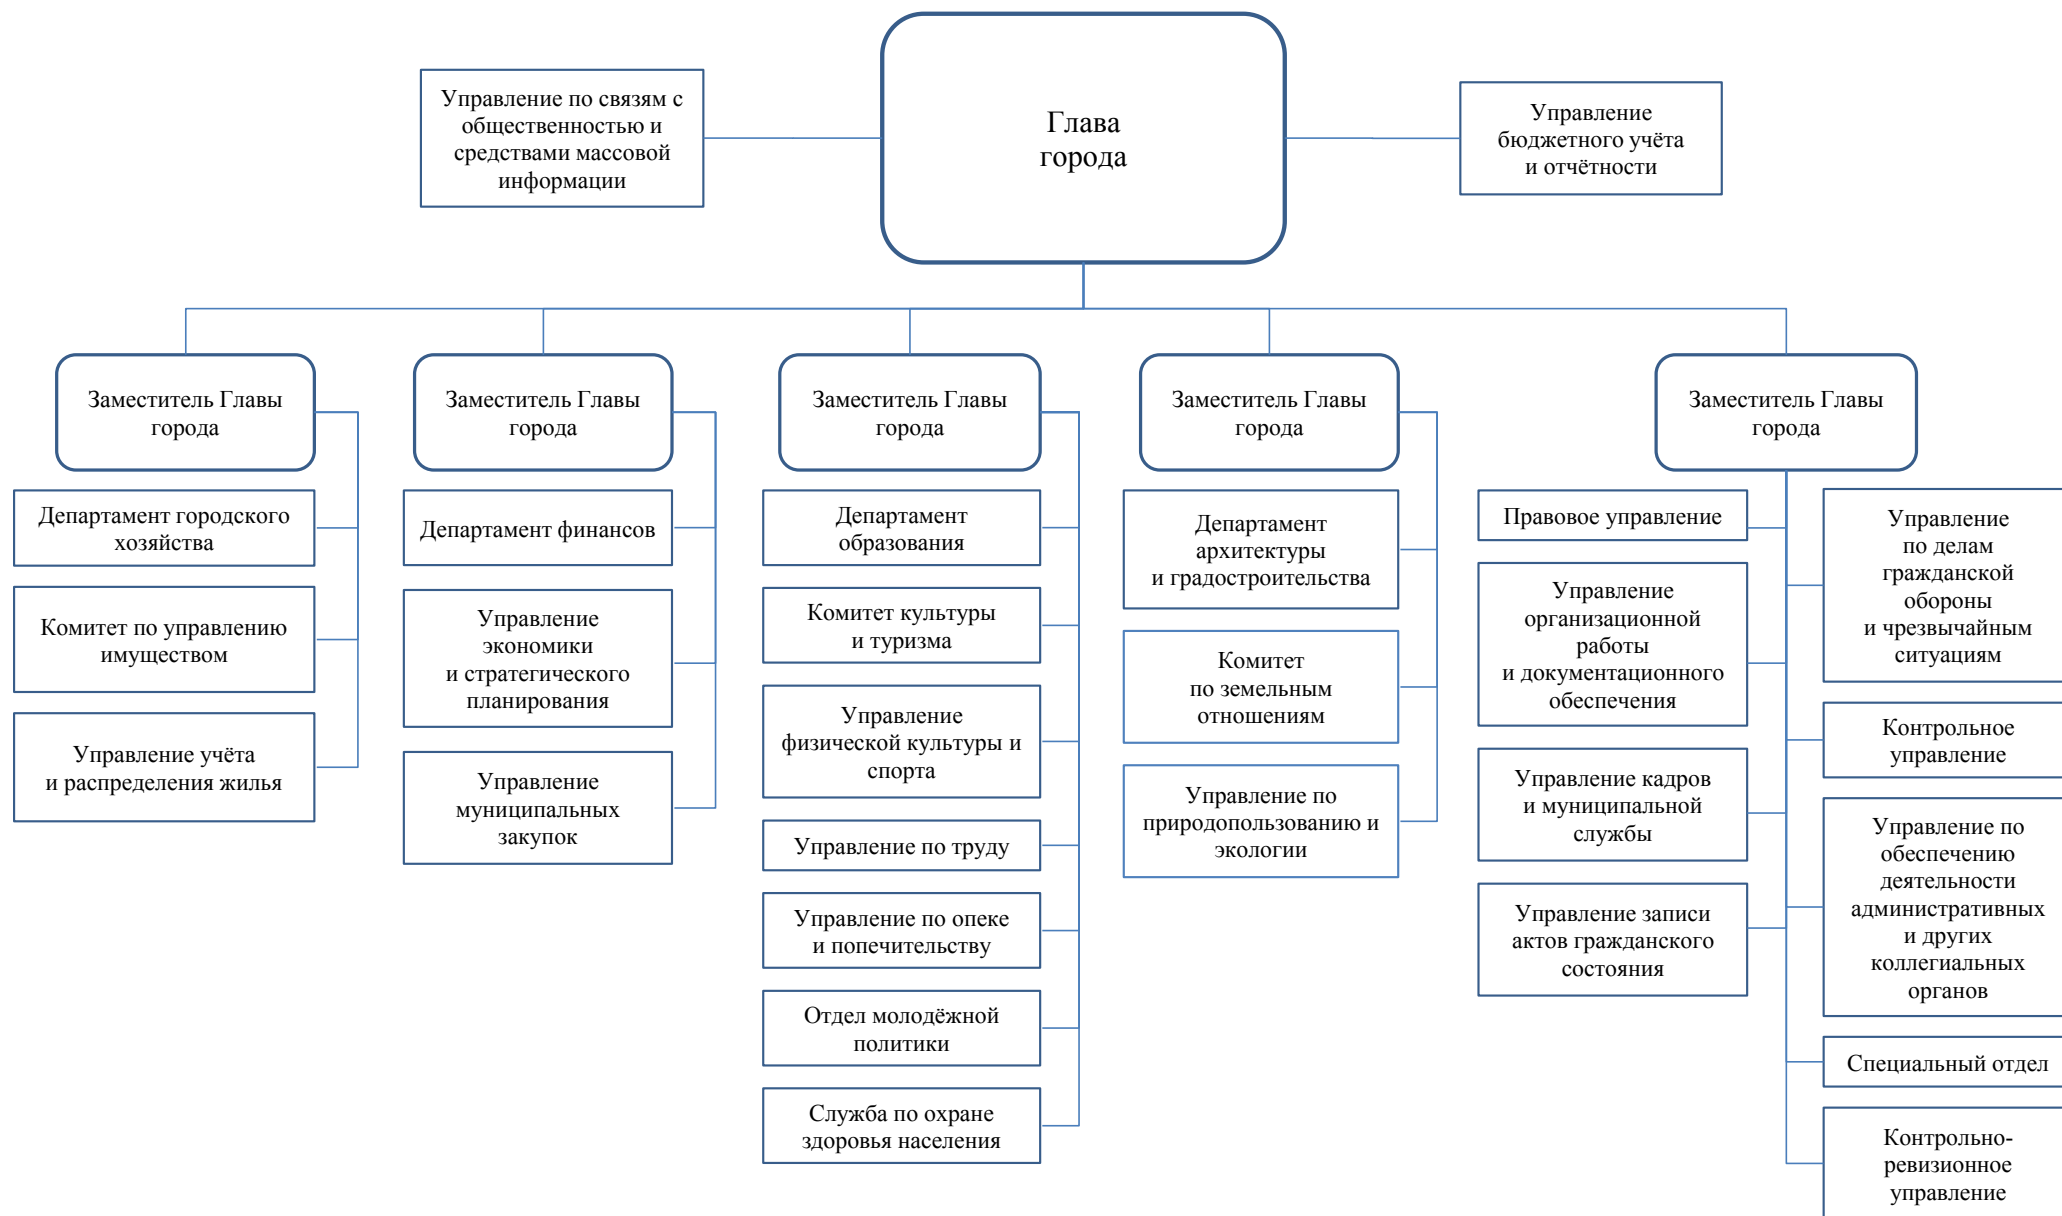 Глава
города
Управление по связям с
общественностью и
средствами массовой
информации
Управление
бюджетного учёта
и отчётности
Заместитель Главы
города
Департамент городского
хозяйства
Комитет по управлению
имуществом
Управление учёта
и распределения жилья
Заместитель Главы
города
Департамент финансов
Управление
экономики
и стратегического
планирования
Управление
муниципальных
закупок
Заместитель Главы
города
Департамент
образования
Комитет культуры
и туризма
Управление
физической культуры и
спорта
Управление по труду
Управление по опеке
и попечительству
Отдел молодёжной
политики
Служба по охране
здоровья населения
Заместитель Главы
города
Департамент
архитектуры
и градостроительства
Комитет
по земельным
отношениям
Управление по
природопользованию и
экологии
Заместитель Главы
города
Правовое управление
Управление
организационной
работы
и документационного
обеспечения
Управление кадров
и муниципальной
службы
Управление записи
актов гражданского
состояния
Управление
по делам
гражданской
обороны
и чрезвычайным
ситуациям
Контрольное
управление
Управление по
обеспечению
деятельности
административных
и других
коллегиальных
органов
Специальный отдел
Контрольно-
ревизионное
управление